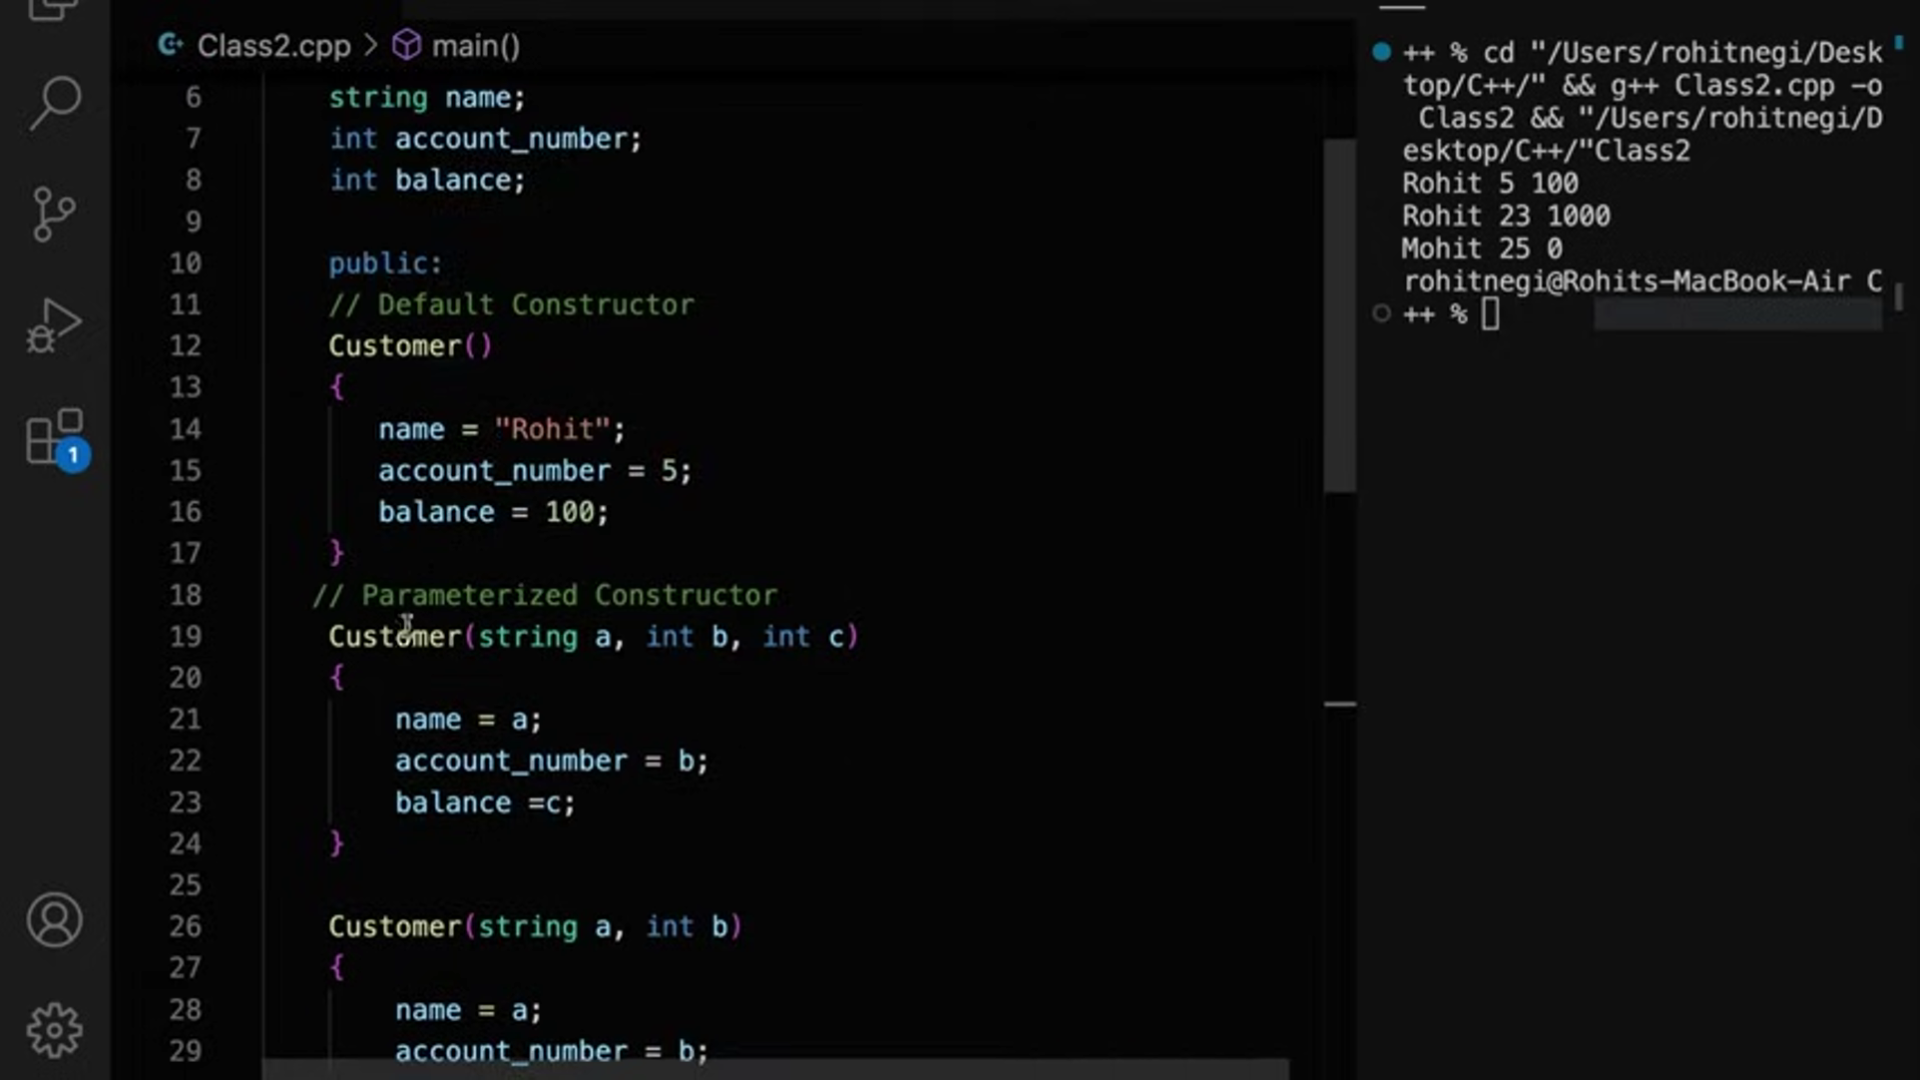 Class2.cpp > main()
6 string name;
7 int account_number;
8 int balance;
9
10 public:
11 // Default Constructor
12 Customer()
13 {
14 name = "Rohit";
15 account_number = 5;
16 balance = 100;
17 }
18 // Parameterized Constructor
19 Customer(string a, int b, int c)
20 {
21 name = a;
22 account_number = b;
23 balance =c;
24 }
25
26 Customer(string a, int b)
27 {
28 name = a;
29 account_number = b;
1
++ % cd "/Users/rohitnegi/Desk
top/C++/" && g++ Class2.cpp -o
Class2 && "/Users/rohitnegi/D
esktop/C++/"Class2
Rohit 5 100
Rohit 23 1000
Mohit 25 0
rohitnegi@Rohits-MacBook-Air C
++ %